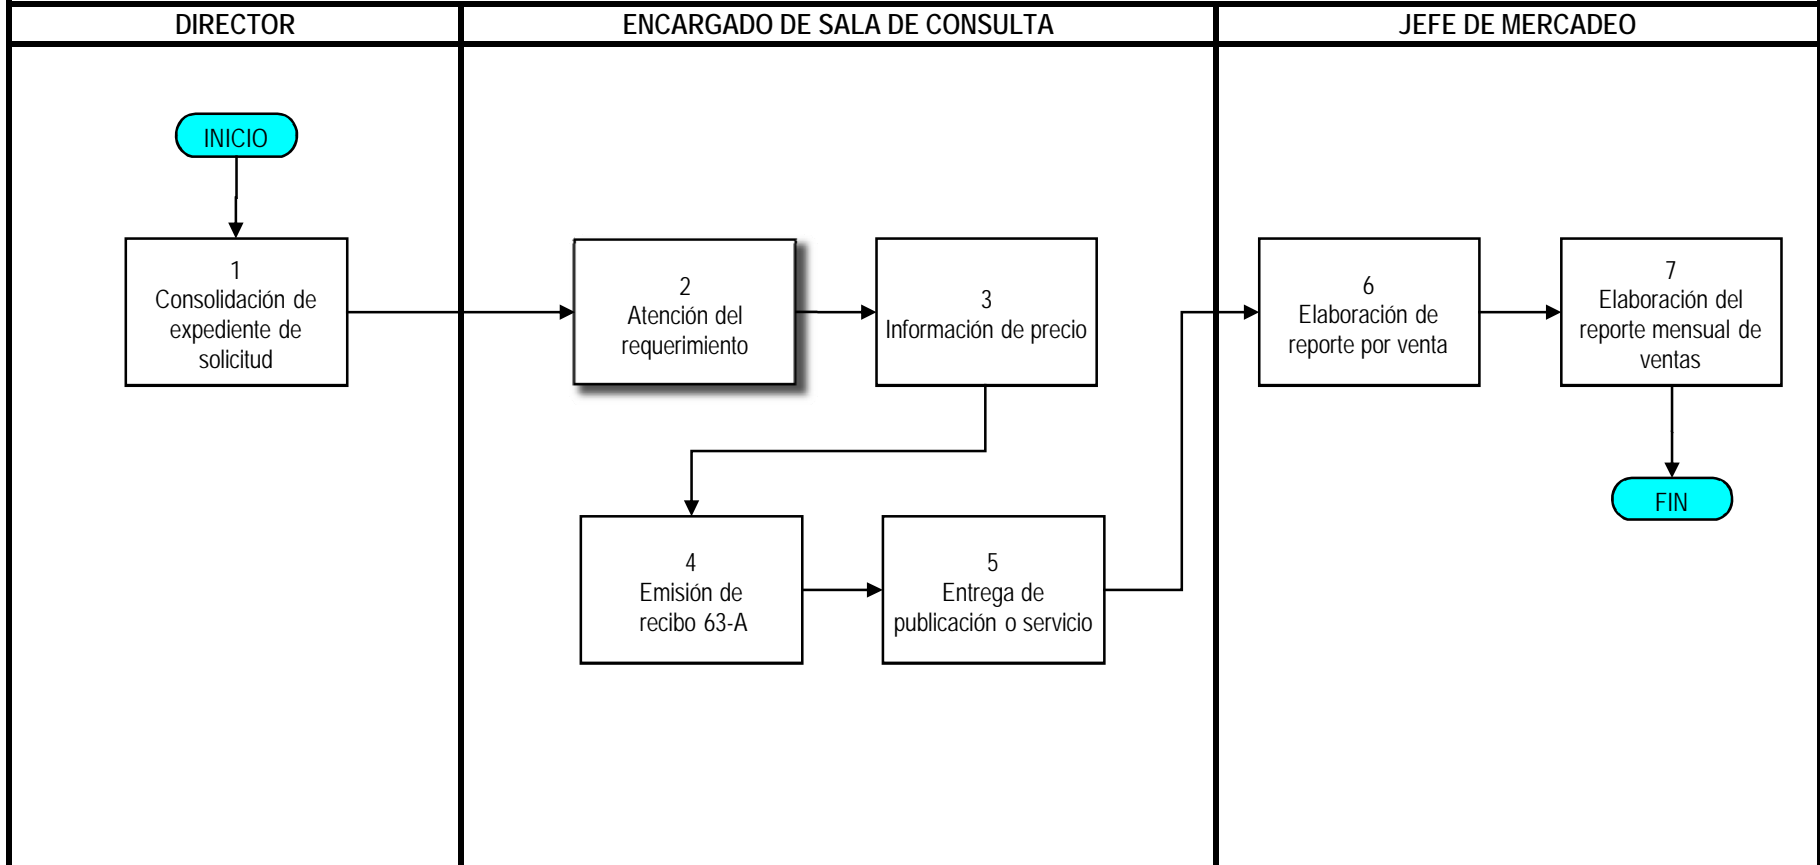 DIRECTOR
ENCARGADO DE SALA DE CONSULTA
JEFE DE MERCADEO
INICIO
1
Consolidación de
expediente de
solicitud
2
Atención del
requerimiento
3
Información de precio
4
Emisión de
recibo 63-A
5
Entrega de
publicación o servicio
6
Elaboración de
reporte por venta
7
Elaboración del
reporte mensual de
ventas
FIN